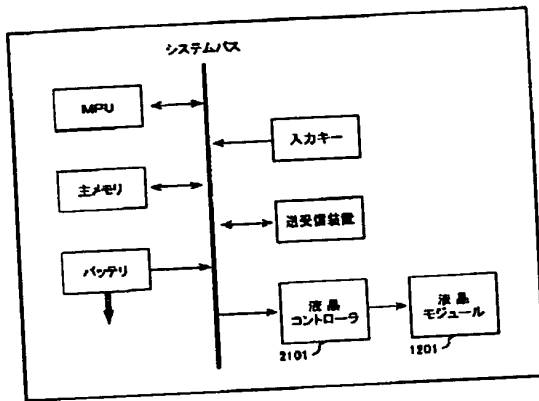 システムバス
MPU
入力キー
主メモリ
送受信装置
バッテリ
液晶
コントローラ
液晶
モジュール
2101
1201